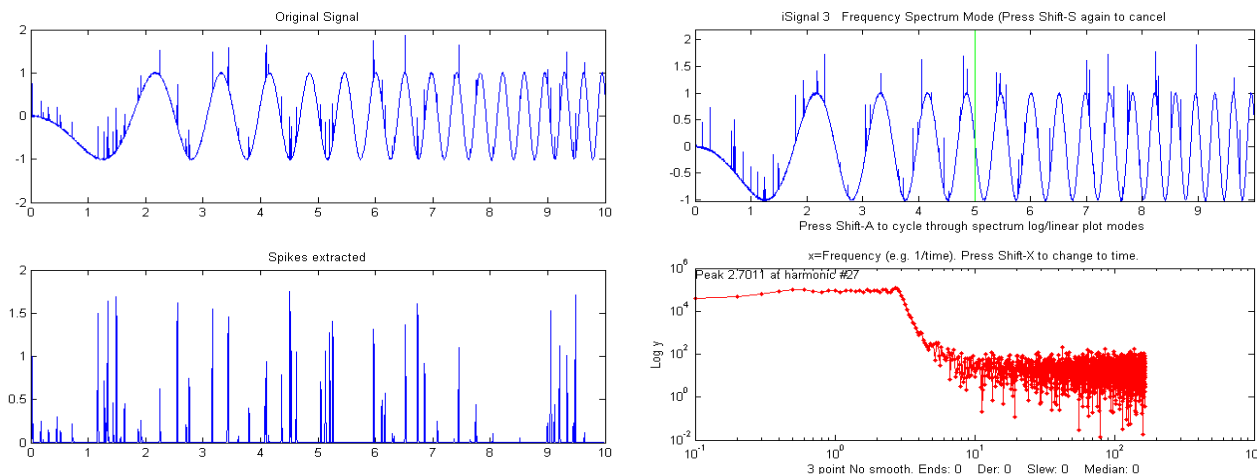 Original Signal
2
1
0
-1
-2
0 1 2 3 4 5 6 7 8 9 10
Spikes extracted
2
1.5
1
0.5
0
0 1 2 3 4 5 6 7 8 9 10
iSignal 3 Frequency Spectrum Mode (Press Shift-S again to cancel
2
1.5
1
0.5
0
-0.5
-1
0 1 2 3 4 5 6 7 8 9
Press Shift-A to cycle through spectrum log/linear plot modes
x=Frequency (e.g. 1/time). Press Shift-X to change to time.
Peak 2.7011 at harmonic #27
Log y
10^6
10^4
10^2
10^0
10^-2
10^-1 10^0 10^1 10^2 10^3
3 point No smooth. Ends: 0 Der: 0 Slew: 0 Median: 0